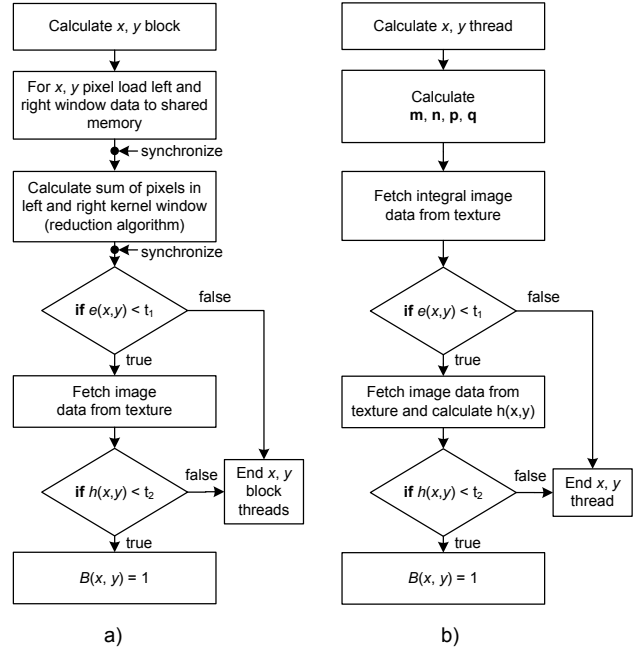 Calculate x, y block
For x, y pixel load left and
right window data to shared
memory
synchronize
Calculate sum of pixels in
left and right kernel window
(reduction algorithm)
synchronize
if e(x,y) < t₁
false
true
Fetch image
data from texture
if h(x,y) < t₂
false
End x, y
block
threads
true
B(x, y) = 1
a)
Calculate x, y thread
Calculate
m, n, p, q
Fetch integral image
data from texture
if e(x,y) < t₁
false
true
Fetch image data from
texture and calculate h(x,y)
if h(x,y) < t₂
false
End x, y
thread
true
B(x, y) = 1
b)